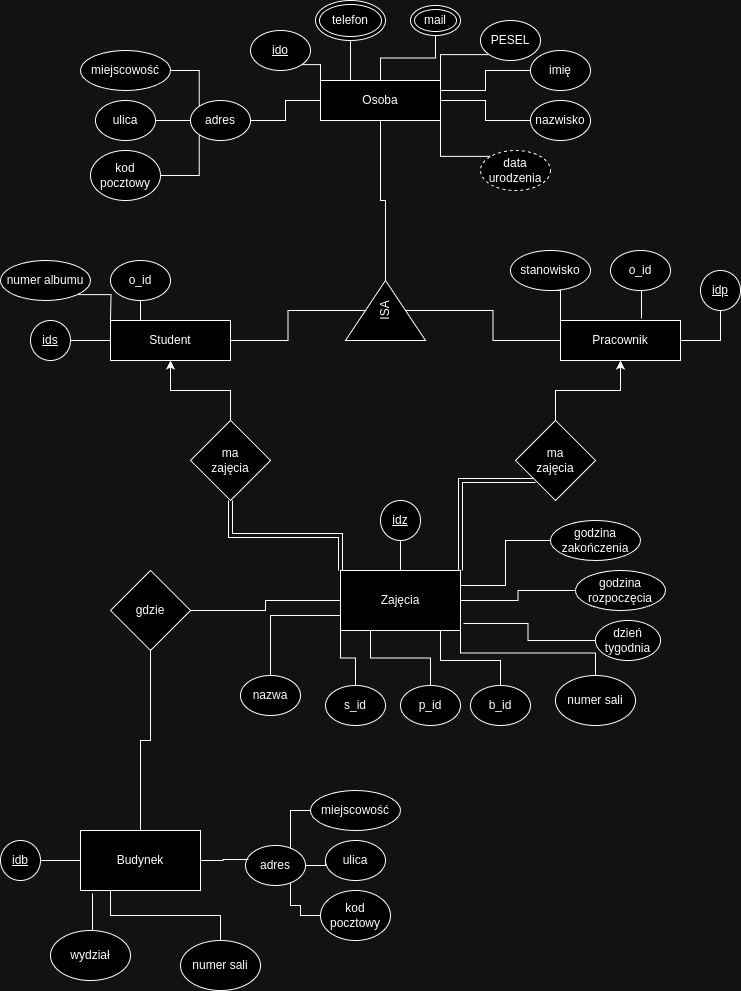 telefon
mail
ido
PESEL
miejscowość
imię
Osoba
ulica
adres
nazwisko
kod
pocztowy
data
urodzenia
numer albumu
o_id
stanowisko
o_id
idp
ISA
ids
Student
Pracownik
ma
zajęcia
ma
zajęcia
idz
godzina
zakończenia
godzina
rozpoczęcia
gdzie
Zajęcia
dzień
tygodnia
nazwa
s_id
p_id
b_id
numer sali
miejscowość
idb
Budynek
adres
ulica
kod
pocztowy
wydział
numer sali